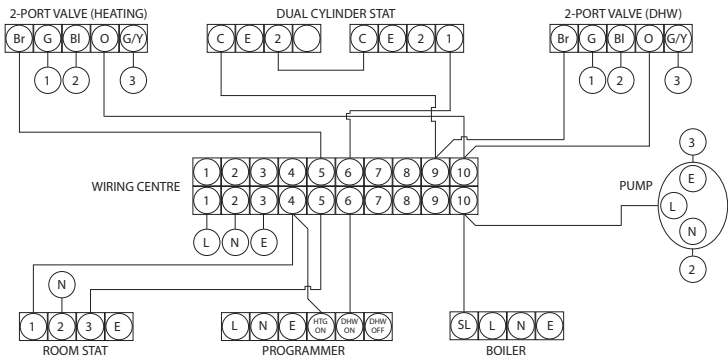 2-PORT VALVE (HEATING) DUAL CYLINDER STAT 2-PORT VALVE (DHW)
Br G Bl O G/Y C E 2 C E 2 1 Br G Bl O G/Y
1 2 3 1 2 3
3
1 2 3 4 5 6 7 8 9 10
WIRING CENTRE PUMP E
1 2 3 4 5 6 7 8 9 10
L
L N E N
2
N
1 2 3 E L N E HTG ON DHW ON DHW OFF SL L N E
ROOM STAT PROGRAMMER BOILER